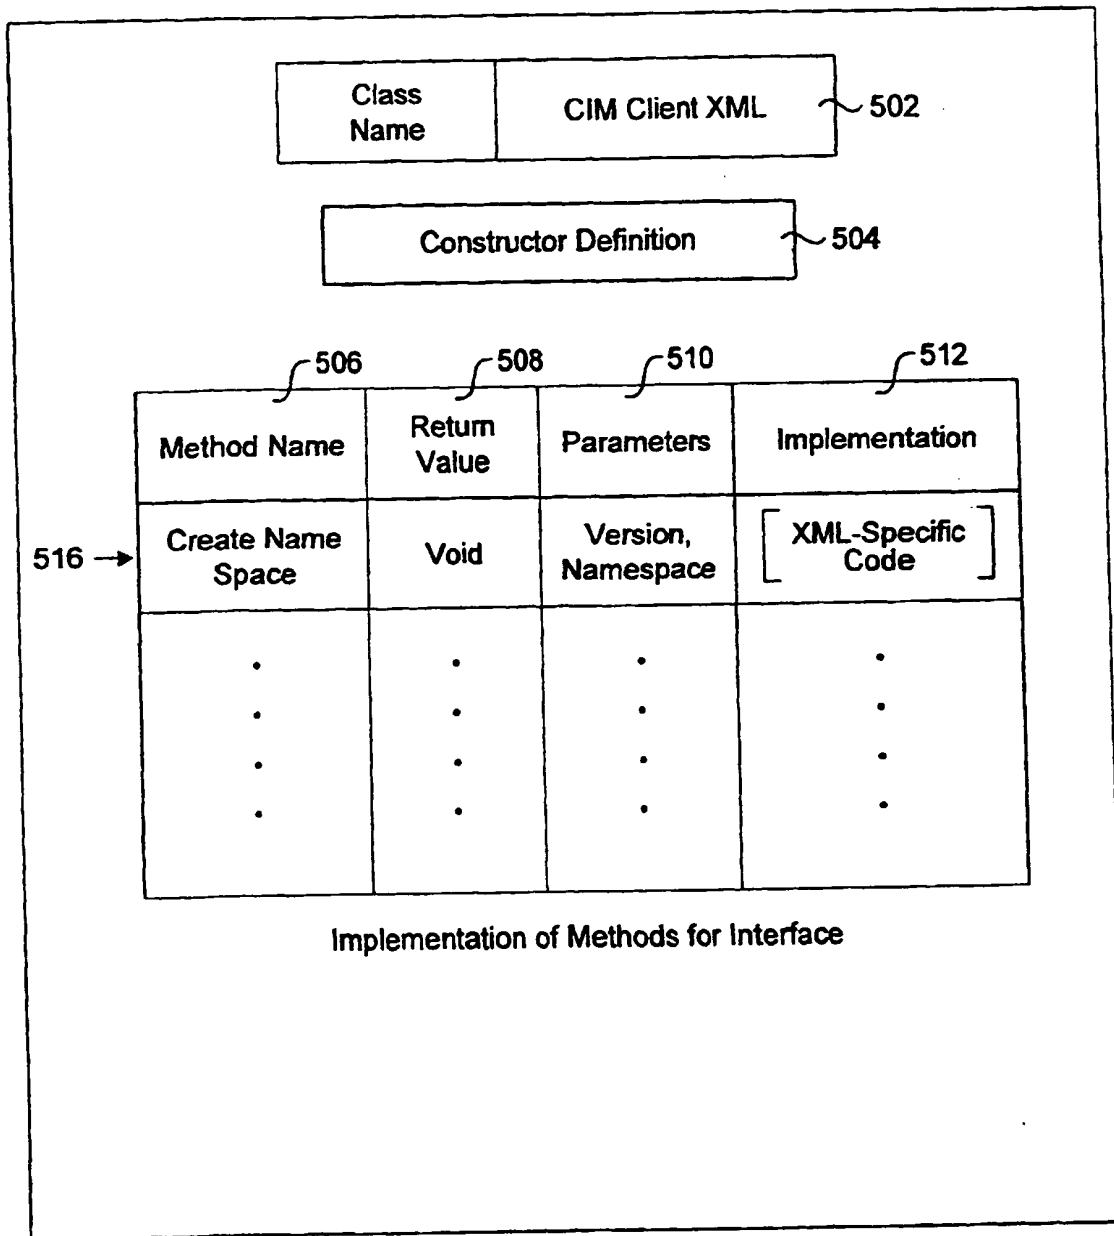 Class
Name
CIM Client XML
502
Constructor Definition
504
506
508
510
512
Method Name
Return
Value
Parameters
Implementation
516
Create Name
Space
Void
Version,
Namespace
XML-Specific
Code
Implementation of Methods for Interface